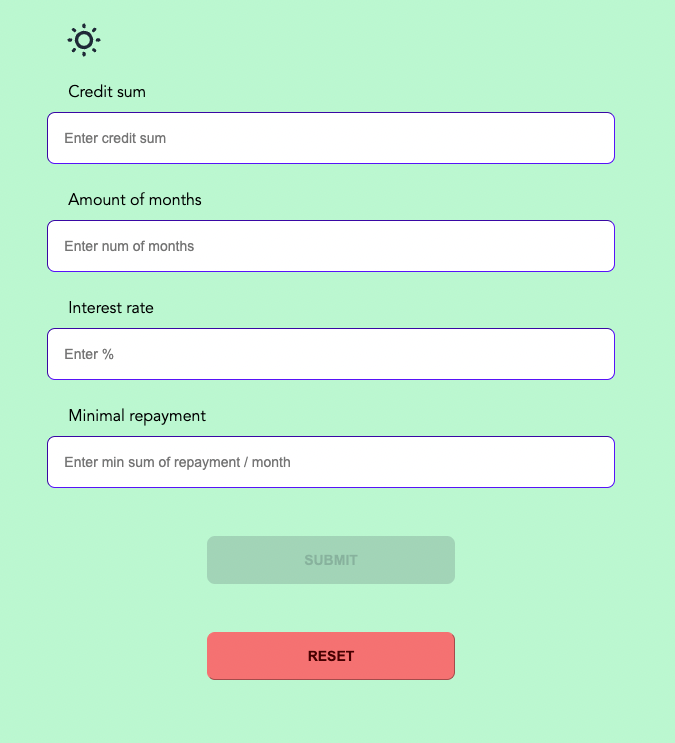 Credit sum
Enter credit sum
Amount of months
Enter num of months
Interest rate
Enter %
Minimal repayment
Enter min sum of repayment / month
SUBMIT
RESET